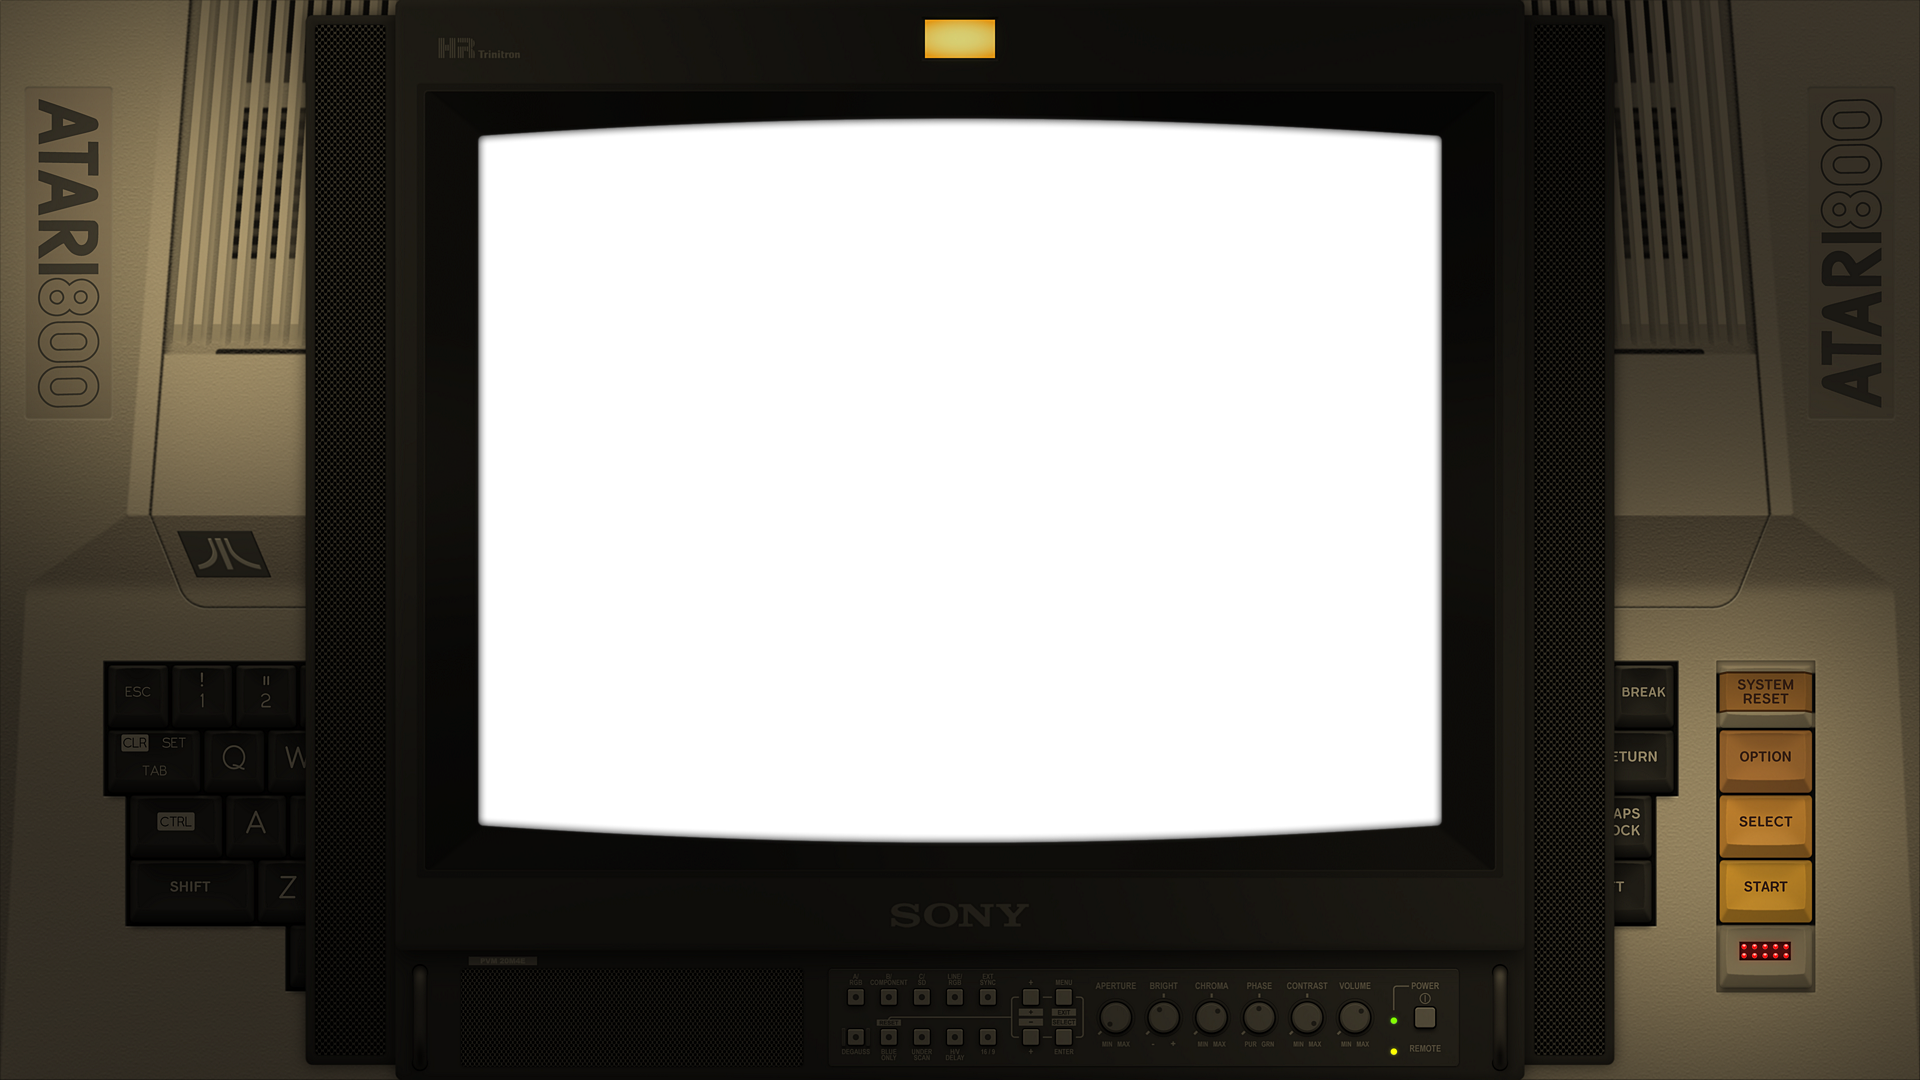 HR Trinitron
ATARI800
ATARI800
ESC
!
1
"
2
CLR SET
TAB
Q
W
CTRL
A
SHIFT
Z
BREAK
ETURN
APS
OCK
T
SYSTEM
RESET
OPTION
SELECT
START
SONY
A/
RGB
B/
COMPONENT
C/
LINE/
RGB
EXT
SYNC
MENU
EXIT
SELECT
ENTER
RESET
DEGAUSS
BLUE
ONLY
UNDER
SCAN
H/V
DELAY
16/9
APERTURE
MIN MAX
BRIGHT
- +
CHROMA
MIN MAX
PHASE
PUR GRN
CONTRAST
MIN MAX
VOLUME
MIN MAX
POWER
REMOTE